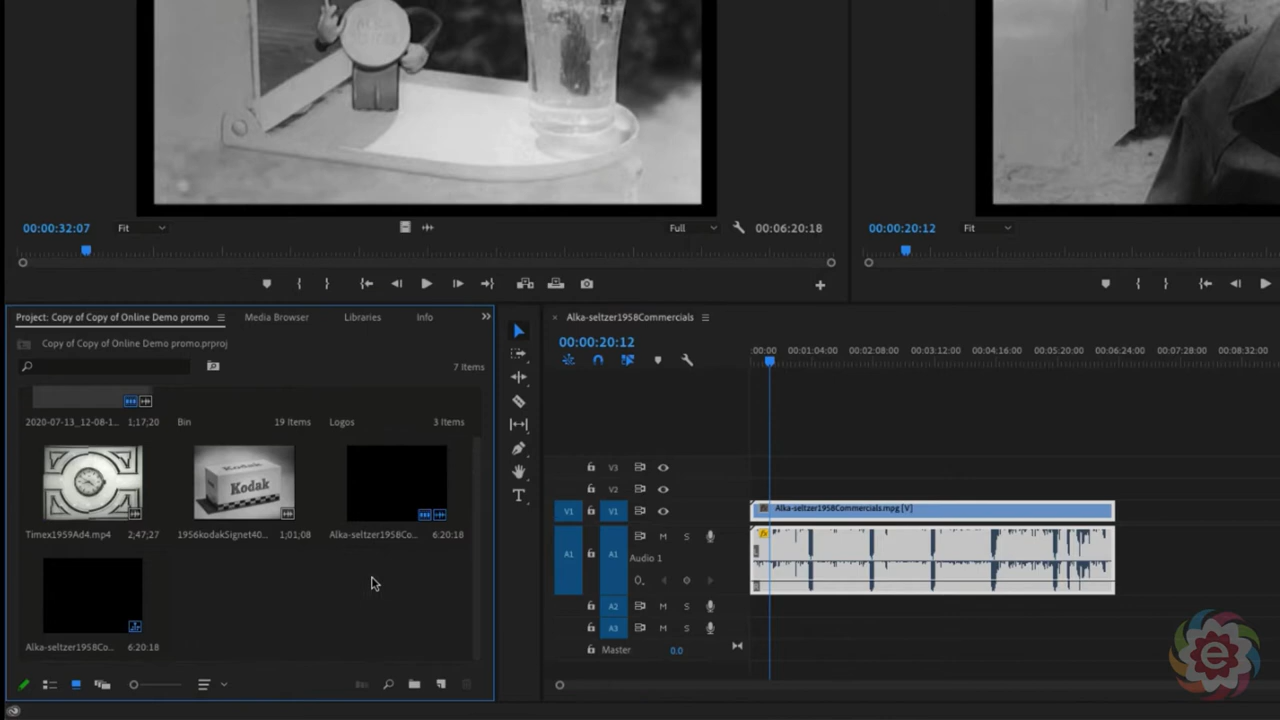 00:00:32:07 Fit Full 00:06:20:18
00:00:20:12 Fit
Project: Copy of Copy of Online Demo promo Media Browser Libraries Info
Copy of Copy of Online Demo promo.prproj
7 Items
2020-07-13_12-08-1... 1;17;20 Bin 19 Items Logos 3 Items
Kodak
Timex1959Ad4.mp4 2;47;27 1956kodakSignet40... 1;01;08 Alka-seltzer1958Co... 6:20:18
Alka-seltzer1958Co... 6:20:18
Alka-seltzer1958Commercials
00:00:20:12
:00:00 00:01:04:00 00:02:08:00 00:03:12:00 00:04:16:00 00:05:20:00 00:06:24:00 00:07:28:00 00:08:32:00
V3
V2
V1 V1 Alka-seltzer1958Commercials.mpg [V]
A1 A1 M S
Audio 1
A2 M S
A3 M S
Master 0.0
e